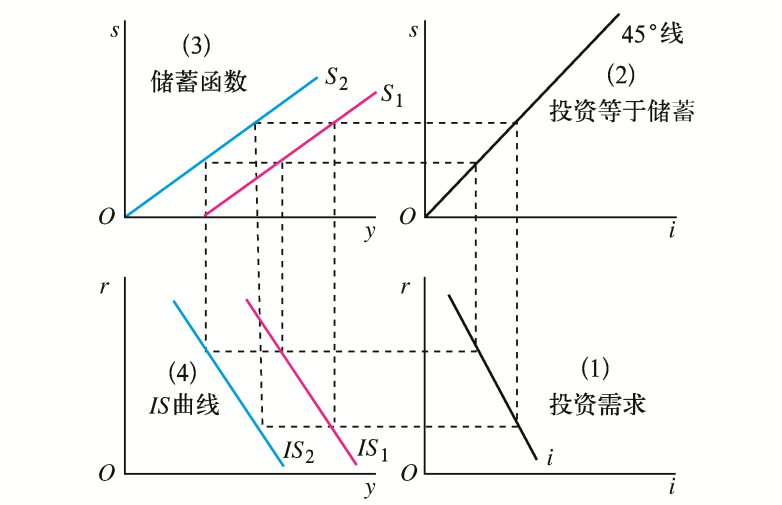 s
(3)
储蓄函数
S2
S1
O
y
s
45°线
(2)
投资等于储蓄
O
i
r
(4)
IS曲线
IS2
IS1
O
y
r
(1)
投资需求
i
O
i